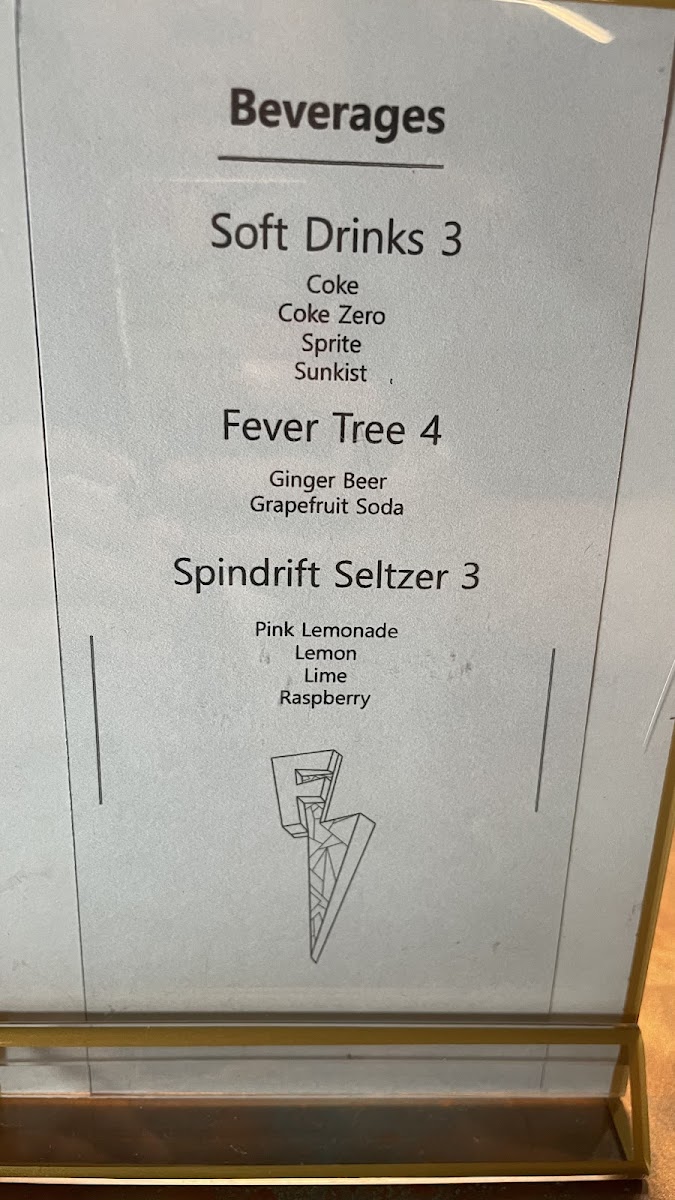 Beverages
Soft Drinks 3
Coke
Coke Zero
Sprite
Sunkist
Fever Tree 4
Ginger Beer
Grapefruit Soda
Spindrift Seltzer 3
Pink Lemonade
Lemon
Lime
Raspberry